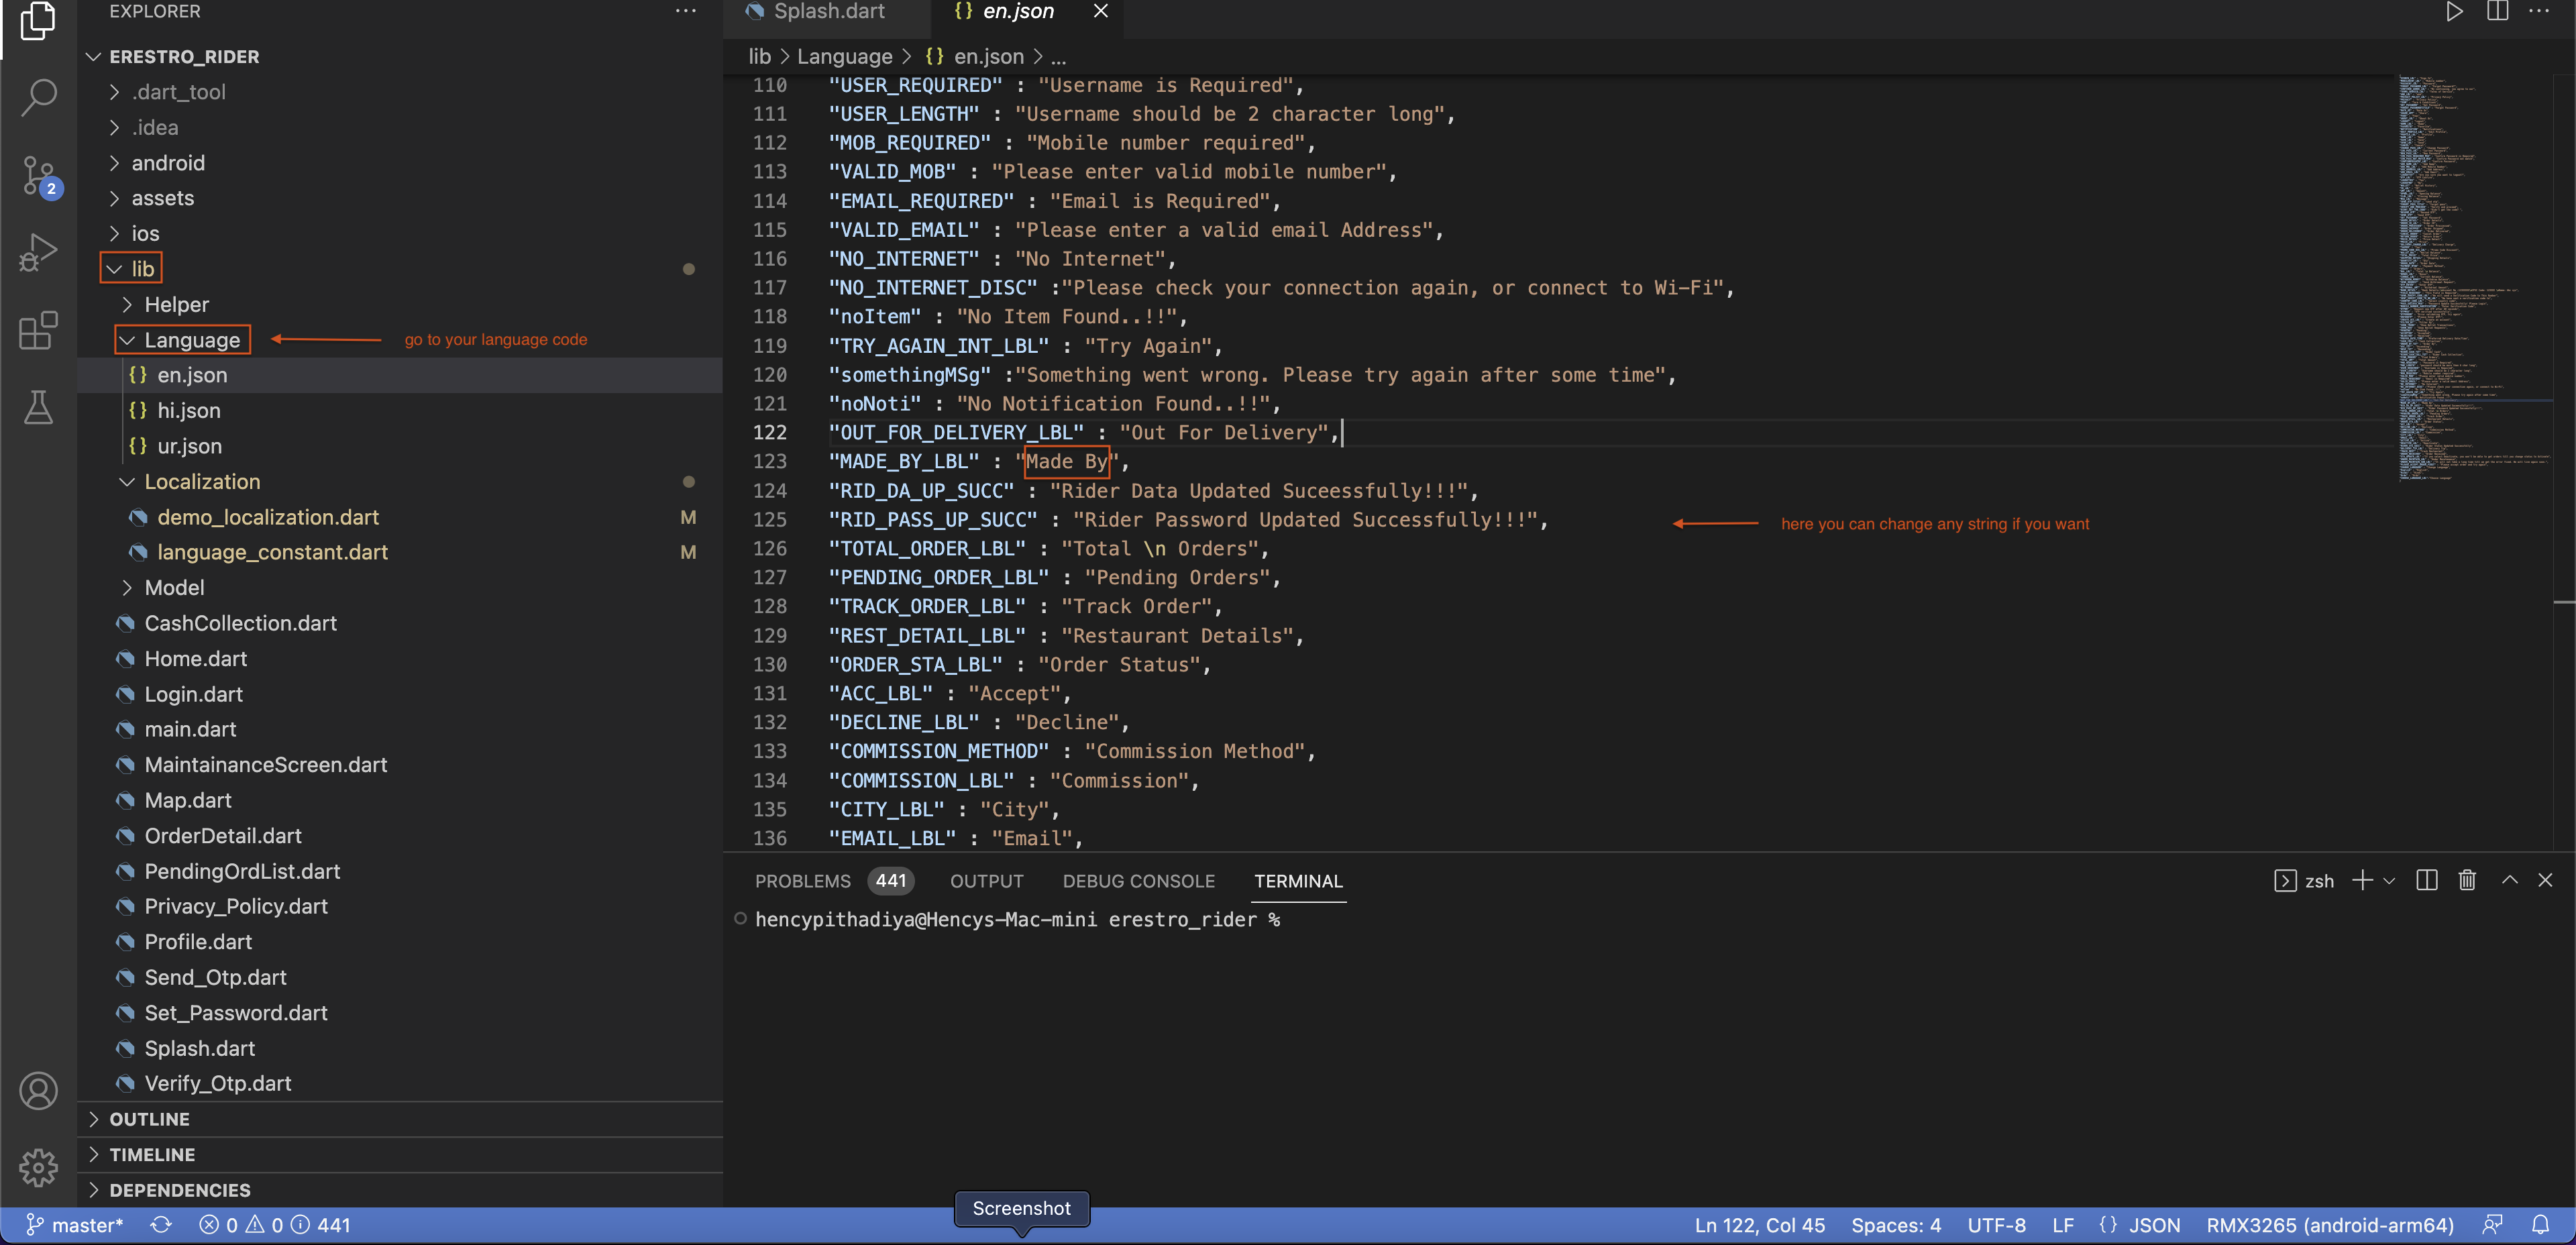 EXPLORER
ERESTRO_RIDER
.dart_tool
.idea
android
assets
ios
lib
Helper
Language
go to your language code
en.json
hi.json
ur.json
Localization
demo_localization.dart M
language_constant.dart M
Model
CashCollection.dart
Home.dart
Login.dart
main.dart
MaintainanceScreen.dart
Map.dart
OrderDetail.dart
PendingOrdList.dart
Privacy_Policy.dart
Profile.dart
Send_Otp.dart
Set_Password.dart
Splash.dart
Verify_Otp.dart
OUTLINE
TIMELINE
DEPENDENCIES
2
Splash.dart {} en.json
lib > Language > {} en.json > ...
110 "USER_REQUIRED" : "Username is Required",
111 "USER_LENGTH" : "Username should be 2 character long",
112 "MOB_REQUIRED" : "Mobile number required",
113 "VALID_MOB" : "Please enter valid mobile number",
114 "EMAIL_REQUIRED" : "Email is Required",
115 "VALID_EMAIL" : "Please enter a valid email Address",
116 "NO_INTERNET" : "No Internet",
117 "NO_INTERNET_DISC" :"Please check your connection again, or connect to Wi-Fi",
118 "noItem" : "No Item Found..!!",
119 "TRY_AGAIN_INT_LBL" : "Try Again",
120 "somethingMSg" :"Something went wrong. Please try again after some time",
121 "noNoti" : "No Notification Found..!!",
122 "OUT_FOR_DELIVERY_LBL" : "Out For Delivery",
123 "MADE_BY_LBL" : "Made By",
124 "RID_DA_UP_SUCC" : "Rider Data Updated Suceessfully!!!",
125 "RID_PASS_UP_SUCC" : "Rider Password Updated Successfully!!!",
here you can change any string if you want
126 "TOTAL_ORDER_LBL" : "Total \n Orders",
127 "PENDING_ORDER_LBL" : "Pending Orders",
128 "TRACK_ORDER_LBL" : "Track Order",
129 "REST_DETAIL_LBL" : "Restaurant Details",
130 "ORDER_STA_LBL" : "Order Status",
131 "ACC_LBL" : "Accept",
132 "DECLINE_LBL" : "Decline",
133 "COMMISSION_METHOD" : "Commission Method",
134 "COMMISSION_LBL" : "Commission",
135 "CITY_LBL" : "City",
136 "EMAIL_LBL" : "Email",
PROBLEMS 441 OUTPUT DEBUG CONSOLE TERMINAL zsh
hencypithadiya@Hencys-Mac-mini erestro_rider %
Screenshot
master* 0 0 441 Ln 122, Col 45 Spaces: 4 UTF-8 LF {} JSON RMX3265 (android-arm64)